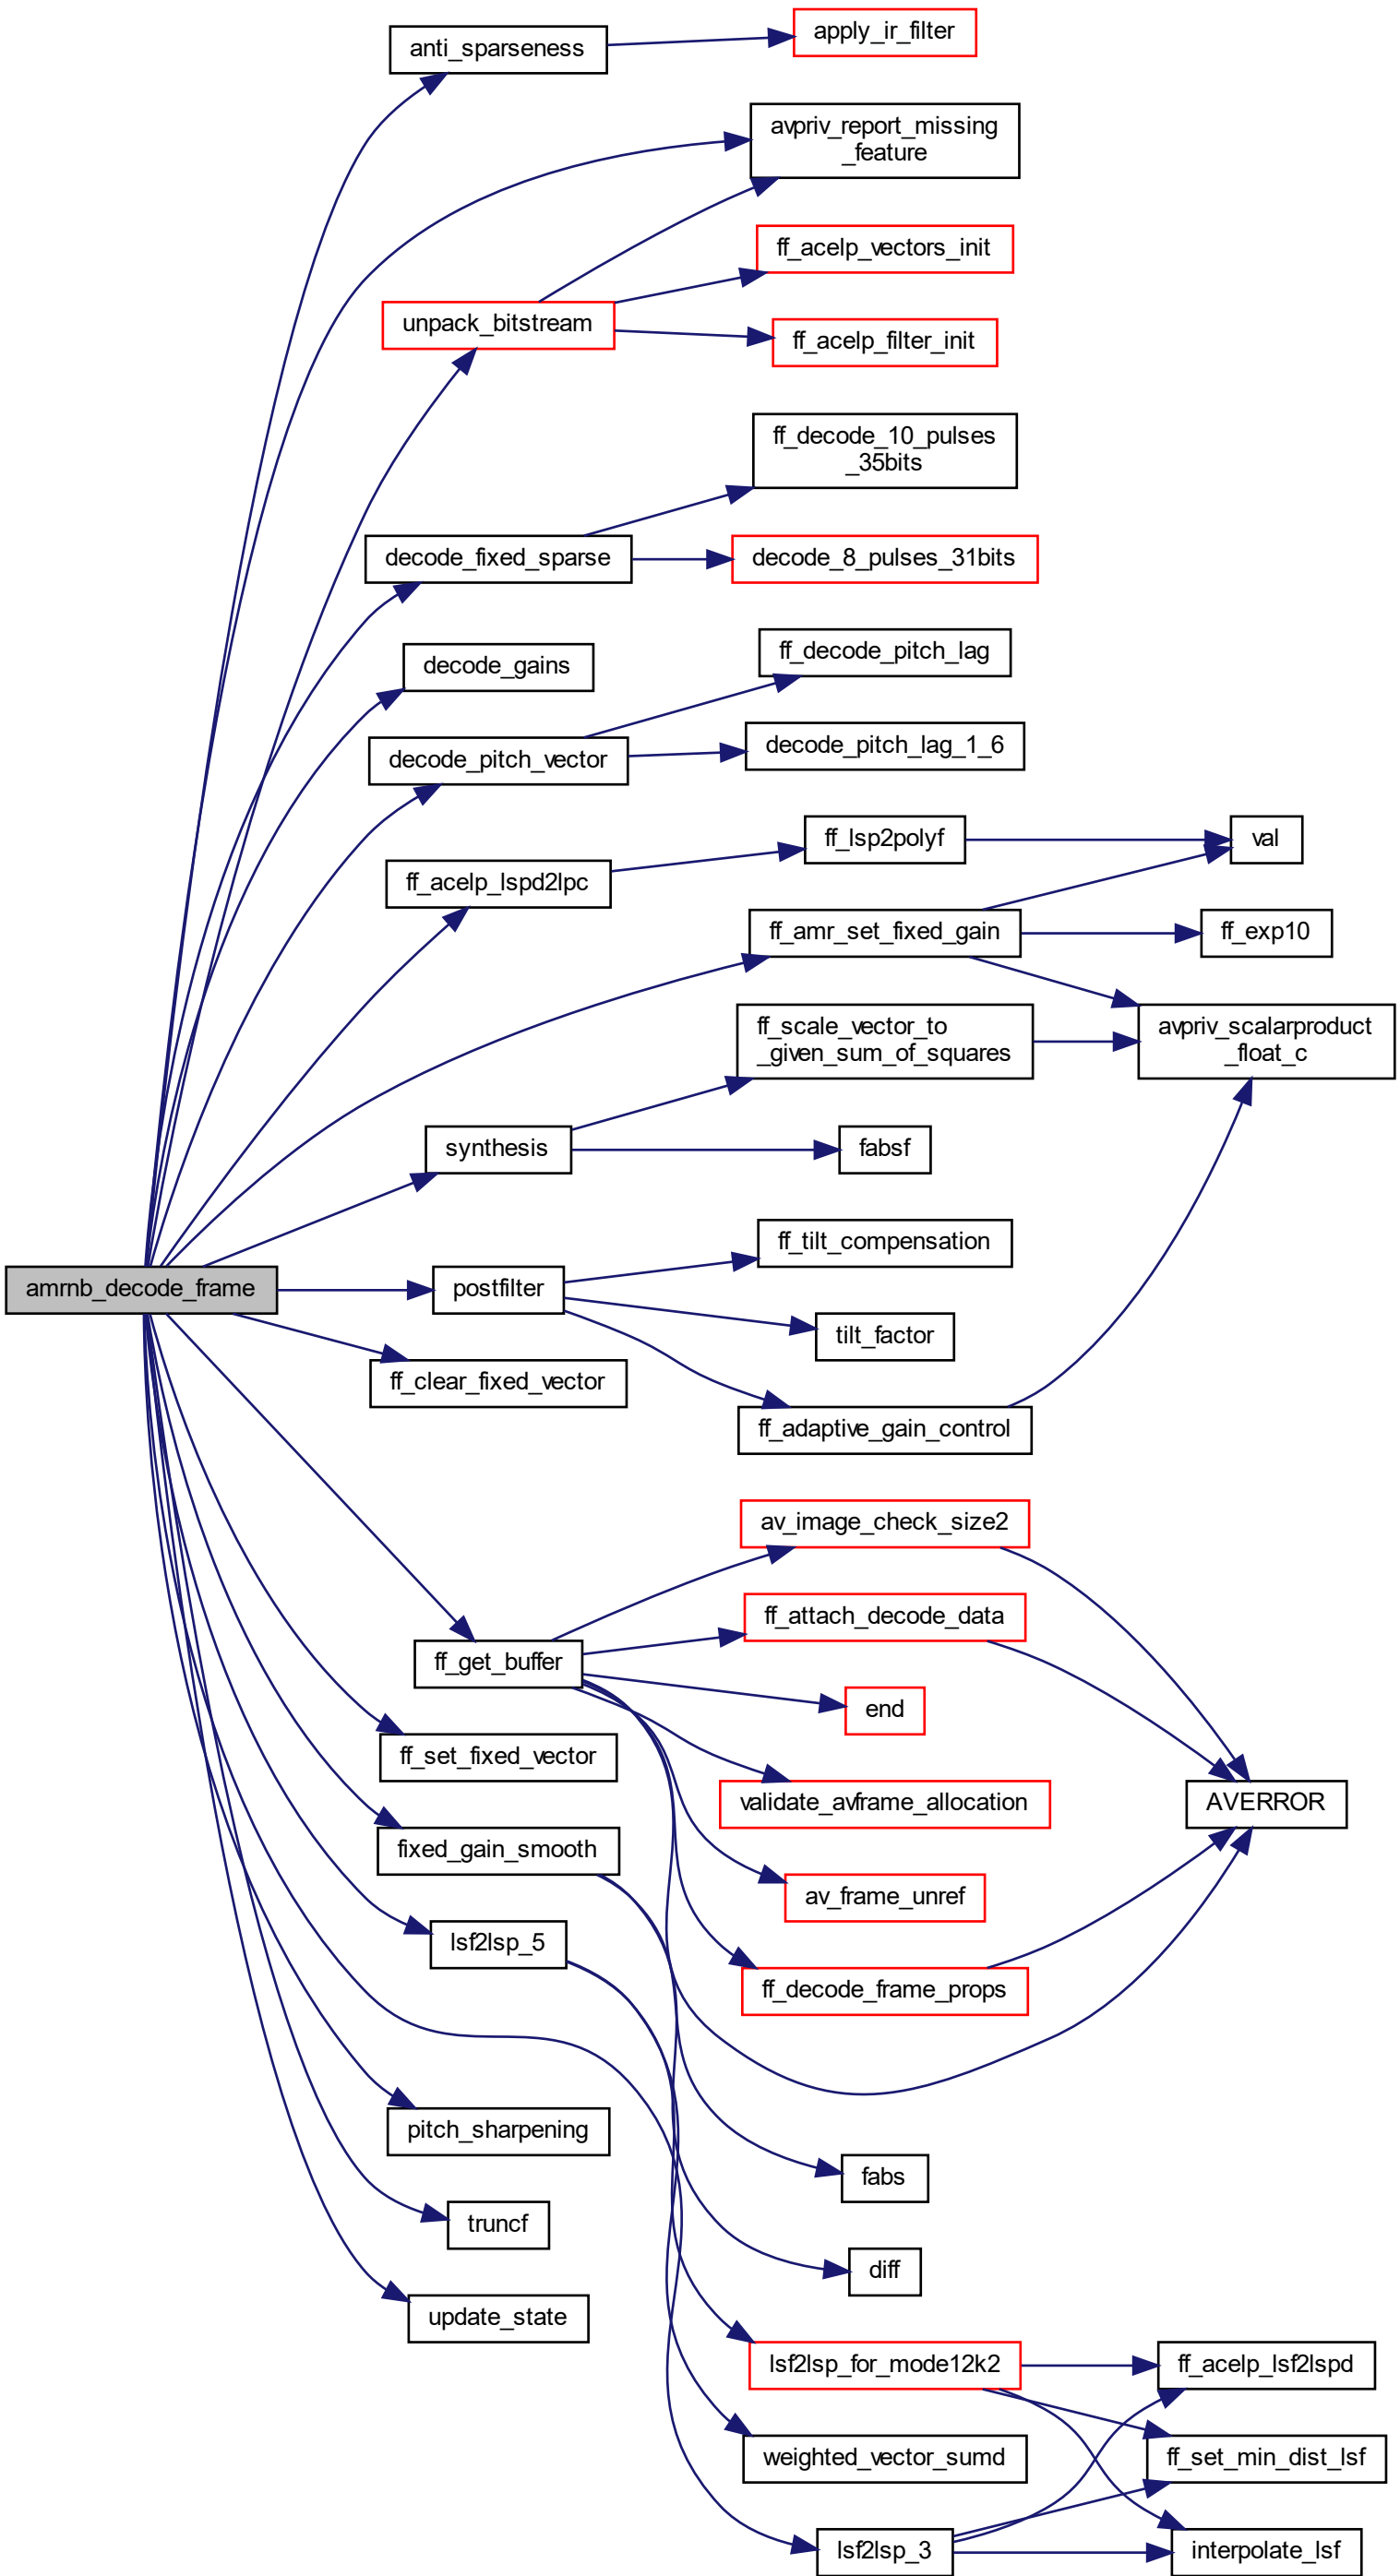 anti_sparseness
apply_ir_filter
avpriv_report_missing
_feature
unpack_bitstream
ff_acelp_vectors_init
ff_acelp_filter_init
ff_decode_10_pulses
_35bits
decode_fixed_sparse
decode_8_pulses_31bits
decode_gains
ff_decode_pitch_lag
decode_pitch_vector
decode_pitch_lag_1_6
ff_lsp2polyf
val
ff_acelp_lspd2lpc
ff_amr_set_fixed_gain
ff_exp10
ff_scale_vector_to
_given_sum_of_squares
avpriv_scalarproduct
_float_c
synthesis
fabsf
ff_tilt_compensation
amrnb_decode_frame
postfilter
tilt_factor
ff_clear_fixed_vector
ff_adaptive_gain_control
av_image_check_size2
ff_attach_decode_data
ff_get_buffer
end
ff_set_fixed_vector
validate_avframe_allocation
AVERROR
fixed_gain_smooth
av_frame_unref
lsf2lsp_5
ff_decode_frame_props
pitch_sharpening
fabs
truncf
diff
update_state
lsf2lsp_for_mode12k2
ff_acelp_lsf2lspd
weighted_vector_sumd
ff_set_min_dist_lsf
lsf2lsp_3
interpolate_lsf